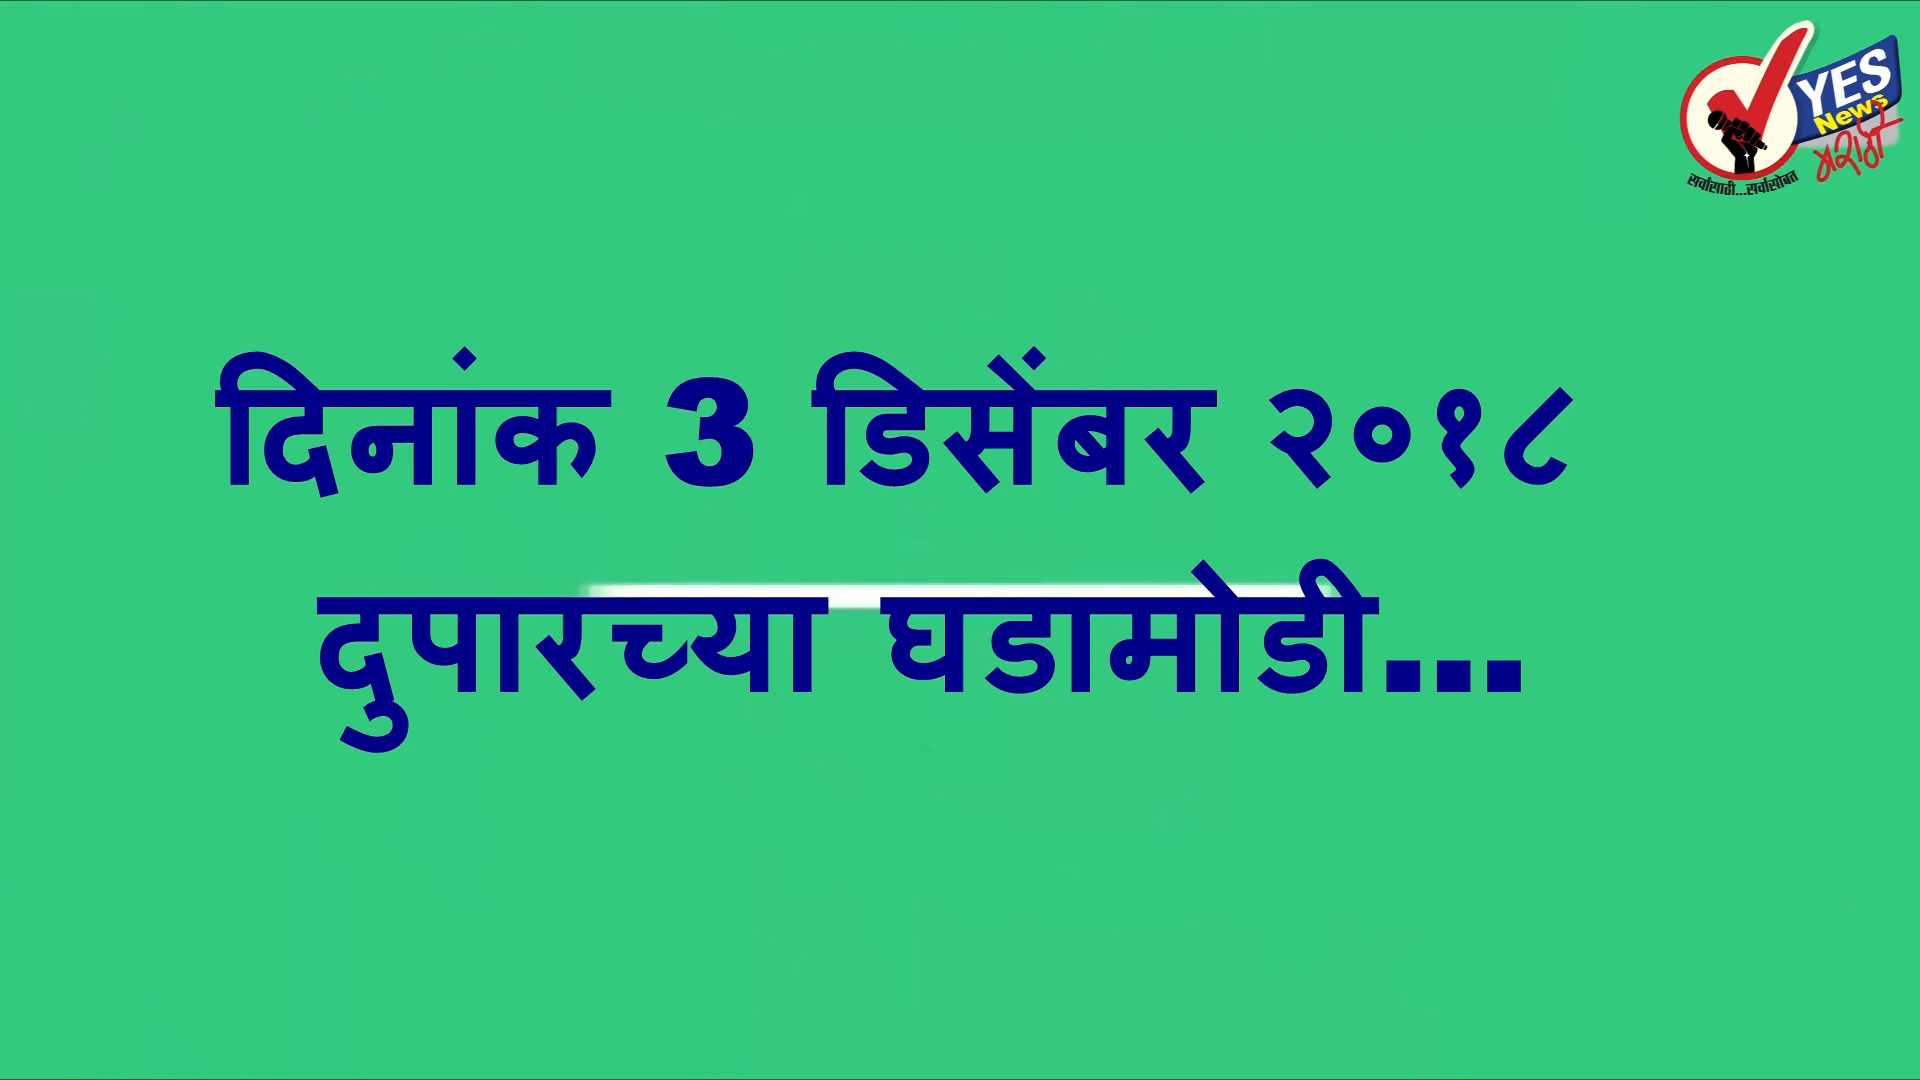 YES
News
मराठी
सर्वांसाठी...सर्वांसोबत
दिनांक 3 डिसेंबर २०१८
दुपारच्या घडामोडी...